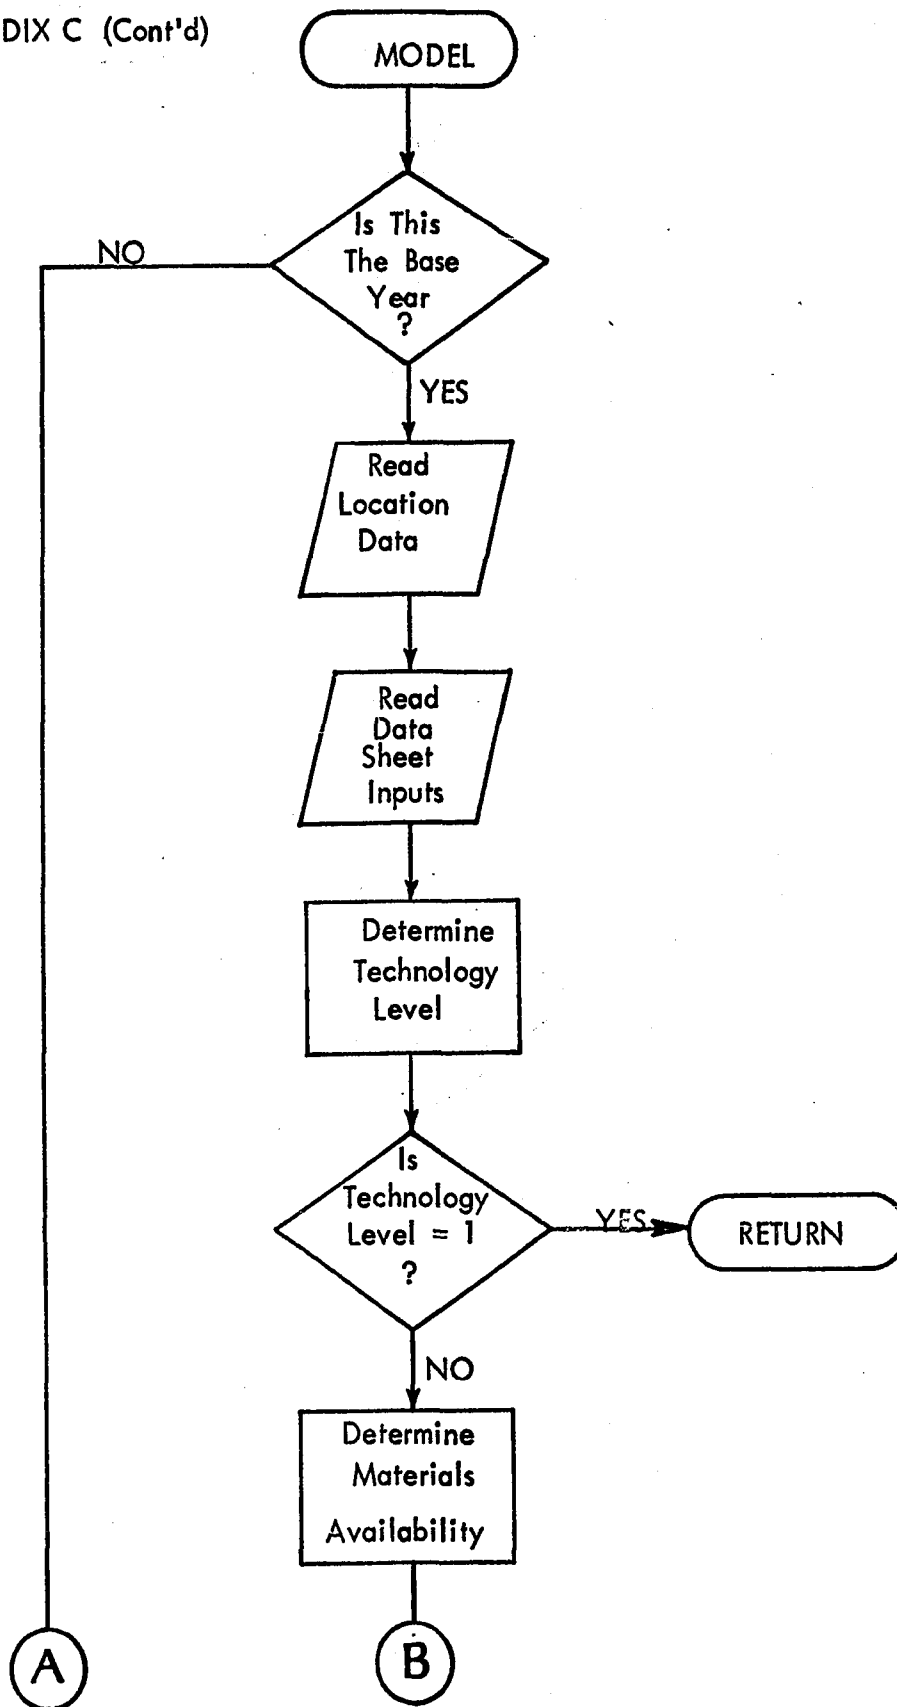 DIX C (Cont'd)
MODEL
Is This
The Base
Year
?
NO
YES
Read
Location
Data
Read
Data
Sheet
Inputs
Determine
Technology
Level
Is
Technology
Level = 1
?
YES
RETURN
NO
Determine
Materials
Availability
A
B